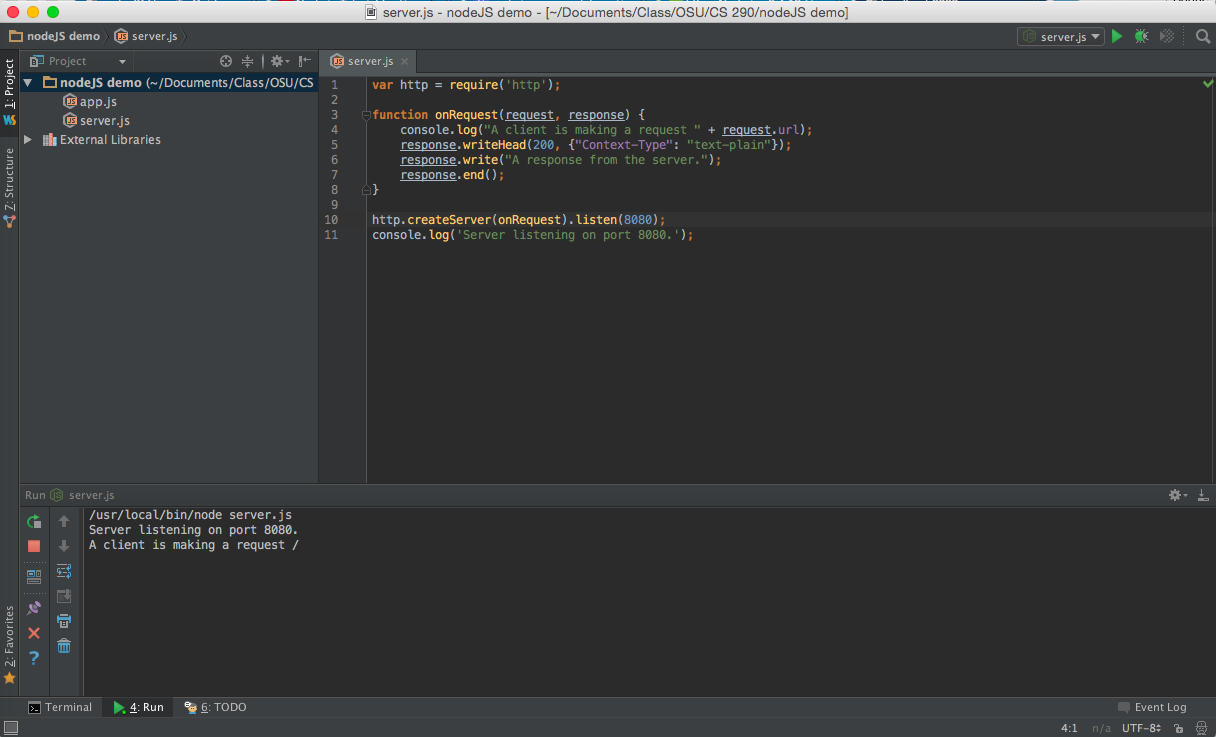 server.js - nodeJS demo - [~/Documents/Class/OSU/CS 290/nodeJS demo]
nodeJS demo server.js
server.js
1: Project
7: Structure
2: Favorites
Project
nodeJS demo (~/Documents/Class/OSU/CS
app.js
server.js
External Libraries
server.js
1 var http = require('http');
2
3 function onRequest(request, response) {
4 console.log("A client is making a request " + request.url);
5 response.writeHead(200, {"Context-Type": "text-plain"});
6 response.write("A response from the server.");
7 response.end();
8 }
9
10 http.createServer(onRequest).listen(8080);
11 console.log('Server listening on port 8080.');
Run server.js
/usr/local/bin/node server.js
Server listening on port 8080.
A client is making a request /
Terminal 4: Run 6: TODO Event Log
4:1 n/a UTF-8